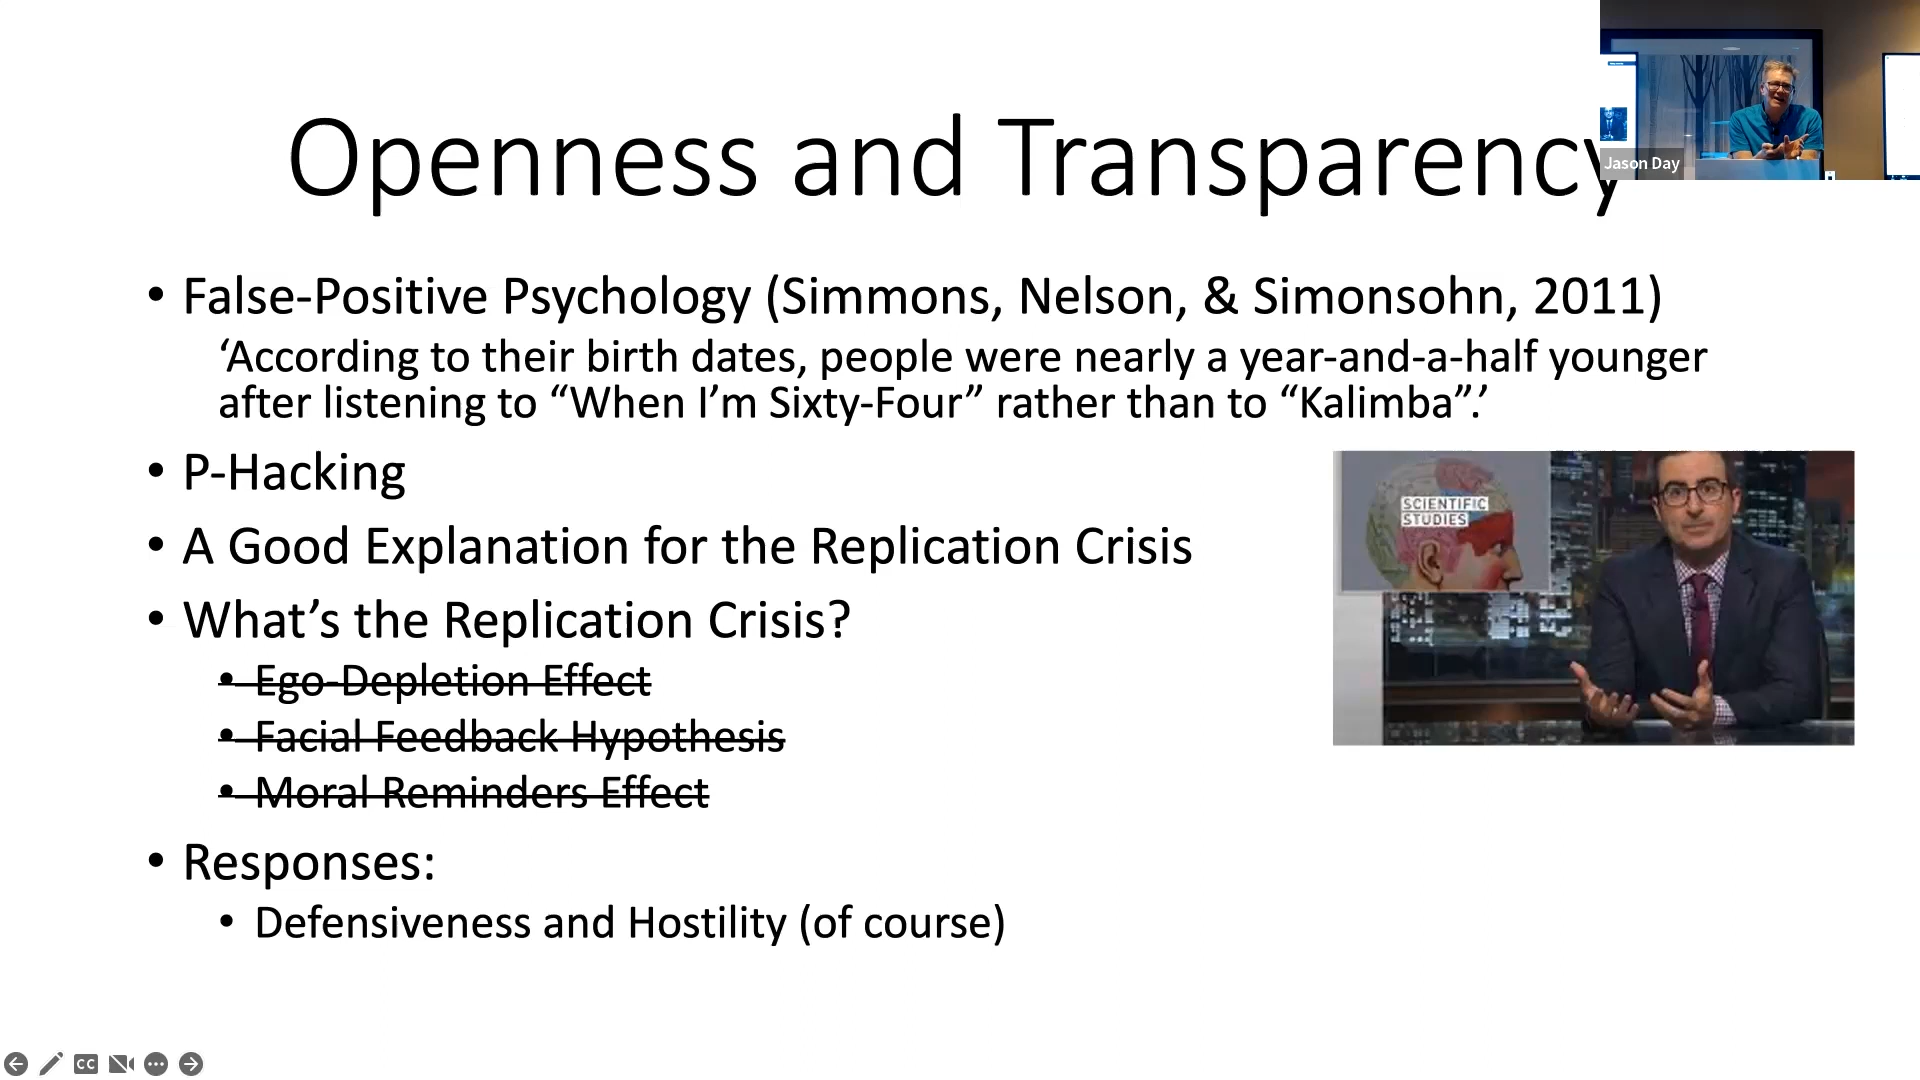 Openness and Transparency
Jason Day
• False-Positive Psychology (Simmons, Nelson, & Simonsohn, 2011)
‘According to their birth dates, people were nearly a year-and-a-half younger
after listening to “When I’m Sixty-Four” rather than to “Kalimba”.’
• P-Hacking
• A Good Explanation for the Replication Crisis
SCIENTIFIC
STUDIES
• What’s the Replication Crisis?
• Ego-Depletion Effect
• Facial Feedback Hypothesis
• Moral Reminders Effect
• Responses:
• Defensiveness and Hostility (of course)
CC